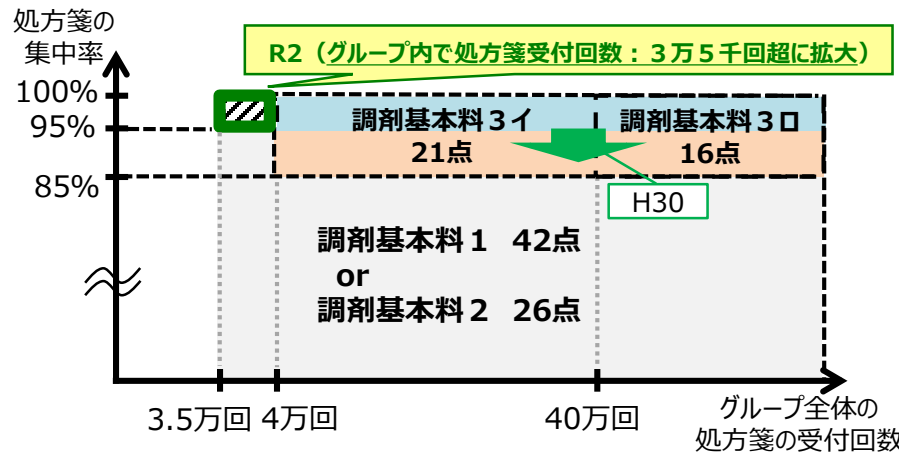 処方箋の
集中率
R2（グループ内で処方箋受付回数：３万５千回超に拡大）
100%
95%
85%
調剤基本料３イ
21点
調剤基本料３ロ
16点
H30
調剤基本料１ 42点
or
調剤基本料２ 26点
3.5万回
4万回
40万回
グループ全体の
処方箋の受付回数